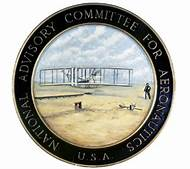 NATIONAL ADVISORY COMMITTEE FOR AERONAUTICS
U.S.A.